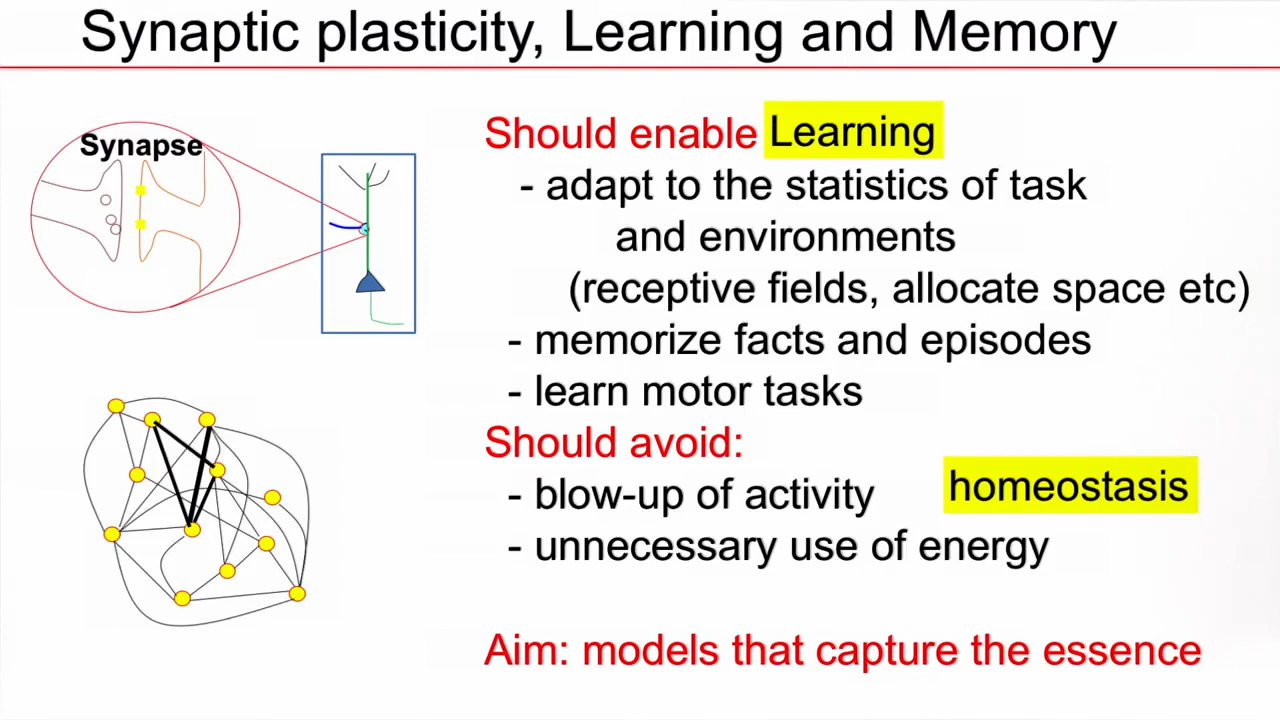 Synaptic plasticity, Learning and Memory
Synapse
Should enable Learning
- adapt to the statistics of task
and environments
(receptive fields, allocate space etc)
- memorize facts and episodes
- learn motor tasks
Should avoid:
- blow-up of activity
homeostasis
- unnecessary use of energy
Aim: models that capture the essence